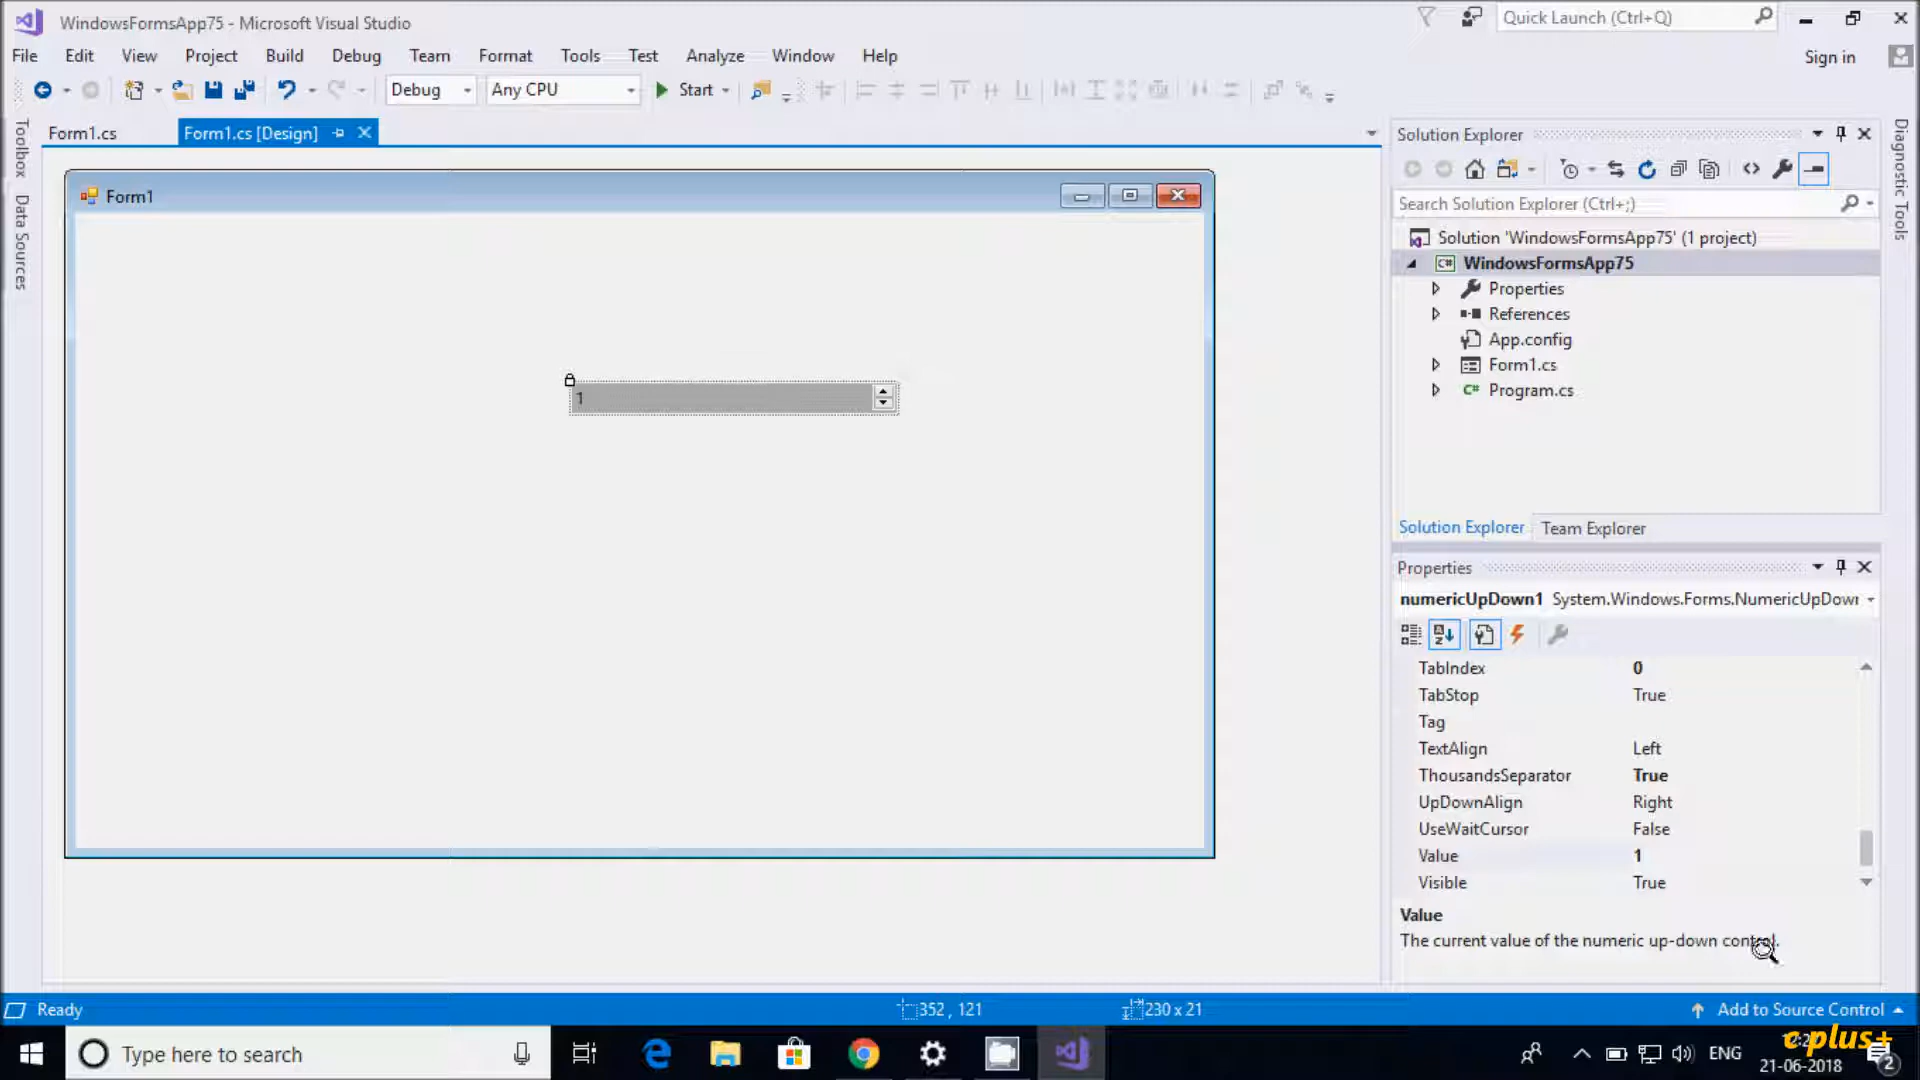 WindowsFormsApp75 - Microsoft Visual Studio
Quick Launch (Ctrl+Q)
File Edit View Project Build Debug Team Format Tools Test Analyze Window Help
Sign in
Debug Any CPU Start
Toolbox
Data Sources
Form1.cs Form1.cs [Design]
Form1
1
Solution Explorer
Search Solution Explorer (Ctrl+;)
Solution 'WindowsFormsApp75' (1 project)
C# WindowsFormsApp75
Properties
References
App.config
Form1.cs
C# Program.cs
Solution Explorer Team Explorer
Diagnostic Tools
Properties
numericUpDown1 System.Windows.Forms.NumericUpDown
TabIndex 0
TabStop True
Tag
TextAlign Left
ThousandsSeparator True
UpDownAlign Right
UseWaitCursor False
Value 1
Visible True
Value
The current value of the numeric up-down control.
Ready
352 , 121
230 x 21
Add to Source Control
Type here to search
ENG
21-06-2018
2
c plus+